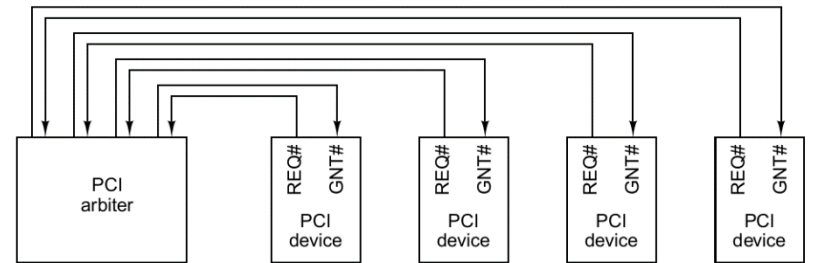 PCI
arbiter
REQ#
GNT#
PCI
device
REQ#
GNT#
PCI
device
REQ#
GNT#
PCI
device
REQ#
GNT#
PCI
device